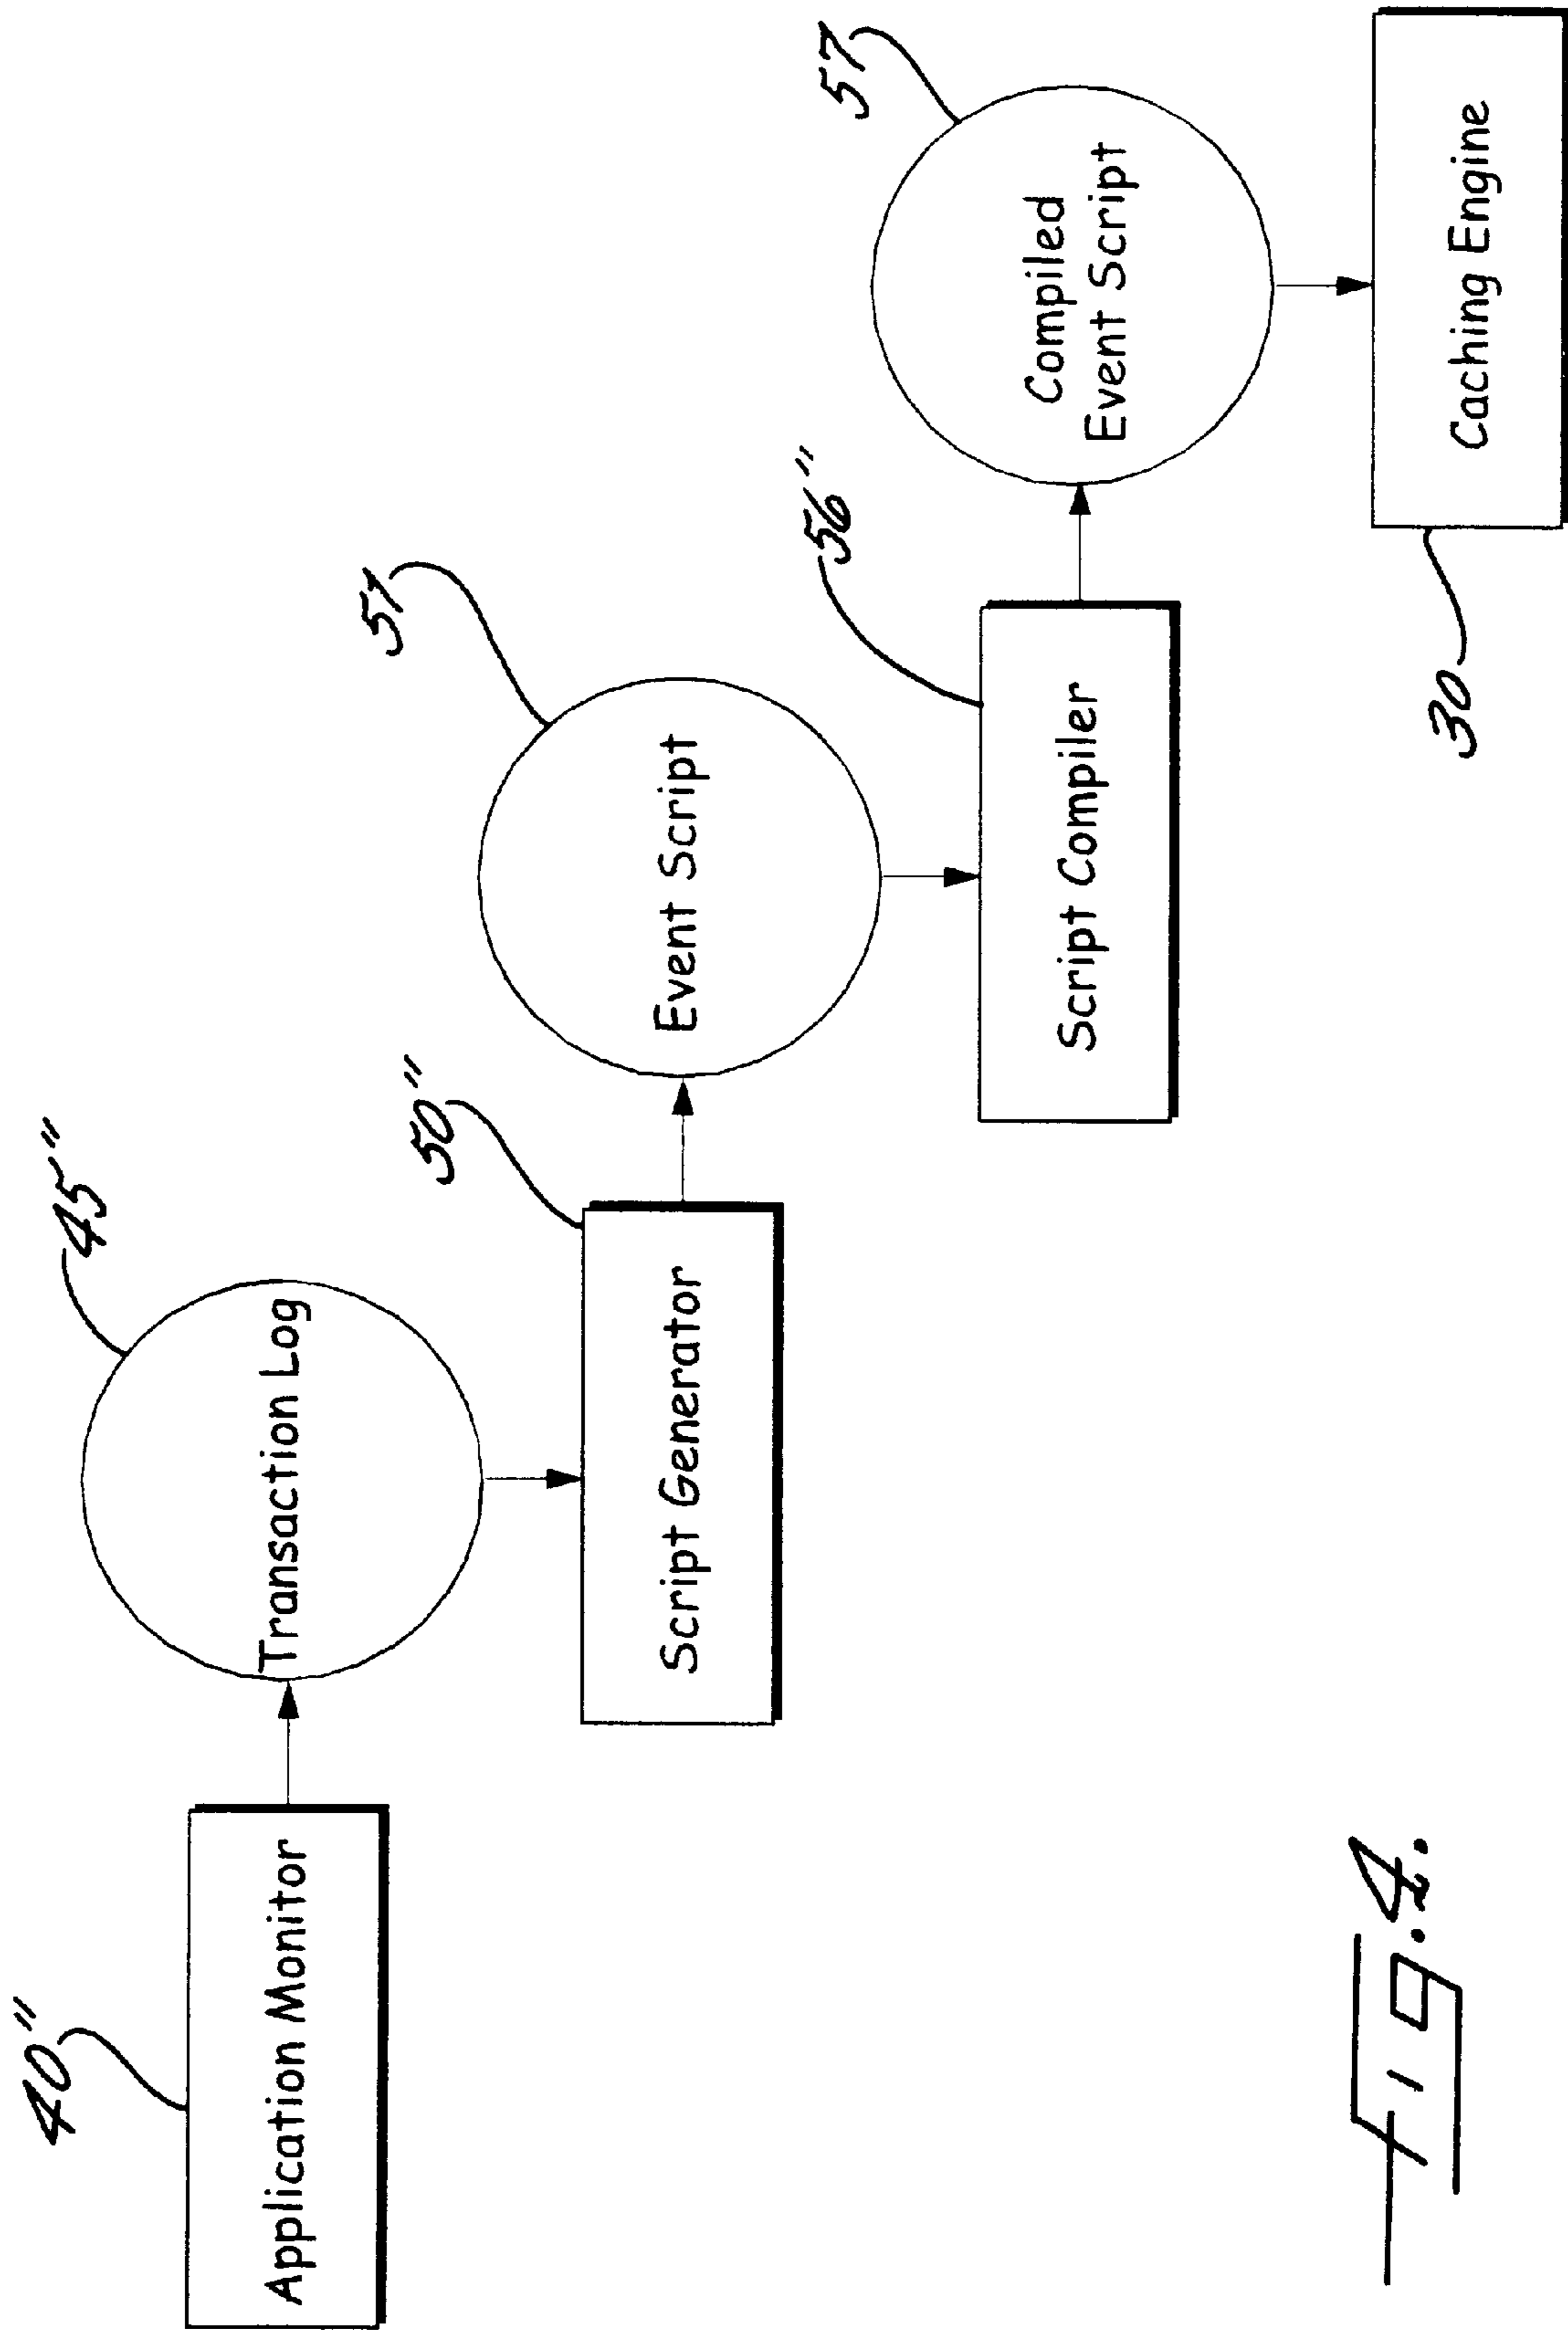 40"
Application Monitor
45"
Transaction Log
50"
Script Generator
51
Event Script
56"
Script Compiler
57
Compiled
Event Script
30
Caching Engine
Fig. 4.